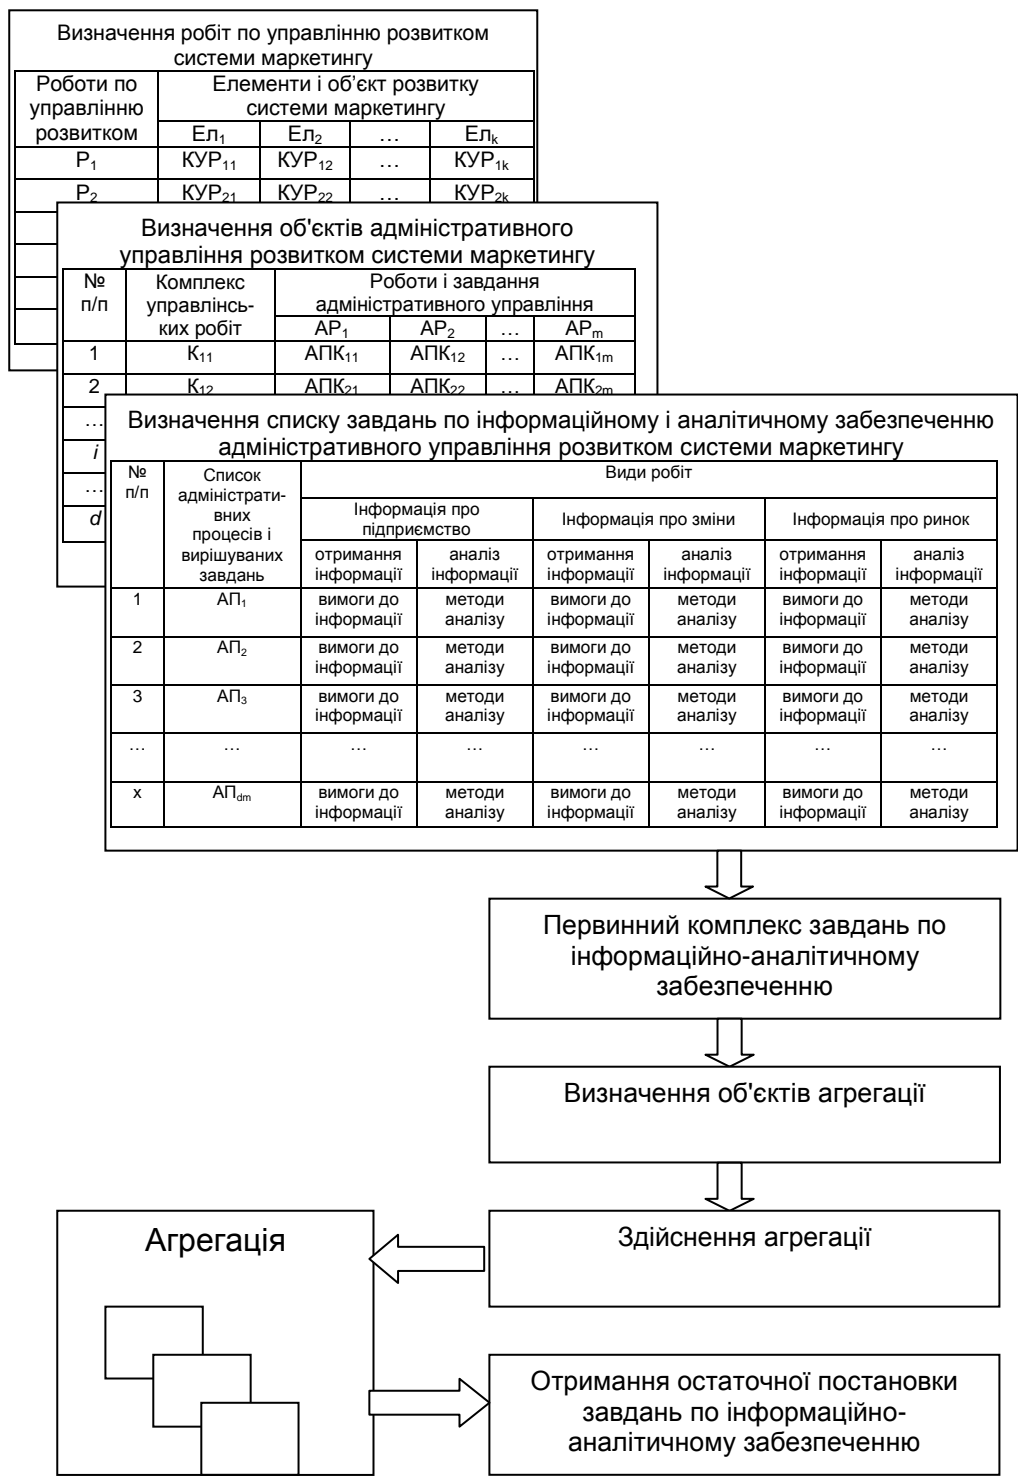 Визначення робіт по управлінню розвитком
системи маркетингу
Роботи по
управлінню
розвитком
Елементи і об’єкт розвитку
системи маркетингу
Ел₁ Ел₂ … Елₖ
Р₁ КУР₁₁ КУР₁₂ … КУР₁ₖ
Р₂ КУР₂₁ КУР₂₂ … КУР₂ₖ
Визначення об'єктів адміністративного
управління розвитком системи маркетингу
№
п/п
Комплекс
управлінсь-
ких робіт
Роботи і завдання
адміністративного управління
АР₁ АР₂ … АРₘ
1 К₁₁ АПК₁₁ АПК₁₂ … АПК₁ₘ
2 К₁₂ АПК₂₁ АПК₂₂ … АПК₂ₘ
…
i
…
d
Визначення списку завдань по інформаційному і аналітичному забезпеченню
адміністративного управління розвитком системи маркетингу
№
п/п
Список
адміністрати-
вних
процесів і
вирішуваних
завдань
Види робіт
Інформація про
підприємство
Інформація про зміни
Інформація про ринок
отримання аналіз отримання аналіз отримання аналіз
інформації інформації інформації інформації інформації інформації
1 АП₁ вимоги до методи вимоги до методи вимоги до методи
інформації аналізу інформації аналізу інформації аналізу
2 АП₂ вимоги до методи вимоги до методи вимоги до методи
інформації аналізу інформації аналізу інформації аналізу
3 АП₃ вимоги до методи вимоги до методи вимоги до методи
інформації аналізу інформації аналізу інформації аналізу
… … … … … … … …
х АП_dm вимоги до методи вимоги до методи вимоги до методи
інформації аналізу інформації аналізу інформації аналізу
Первинний комплекс завдань по
інформаційно-аналітичному
забезпеченню
Визначення об'єктів агрегації
Здійснення агрегації
Агрегація
Отримання остаточної постановки
завдань по інформаційно-
аналітичному забезпеченню